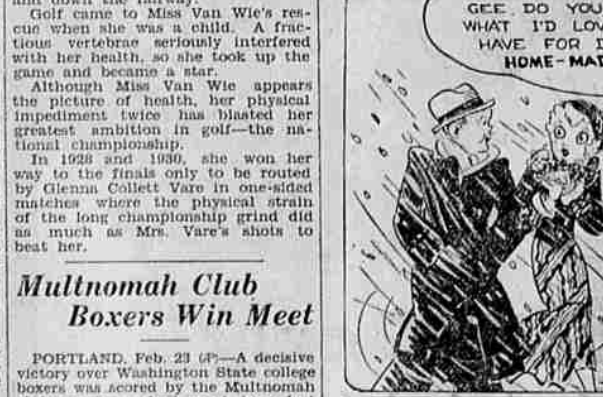 and down the fairway.
Golf came to Miss Van Wie's res-
cue when she was a child. A frac-
tious vertebrae seriously interfered
with her health, so she took up the
game and became a star.
Although Miss Van Wie appears
the picture of health, her physical
impediment twice has blasted her
greatest ambition in golf—the na-
tional championship.
In 1928 and 1930, she won her
way to the finals only to be routed
by Glenna Collett Vare in one-sided
matches where the physical strain
of the long championship grind did
as much as Mrs. Vare's shots to
beat her.
Multnomah Club
Boxers Win Meet
PORTLAND, Feb. 23 (AP)—A decisive
victory over Washington State college
boxers was scored by the Multnomah
GEE DO YOU
WHAT I'D LOV
HAVE FOR D
HOME-MAD